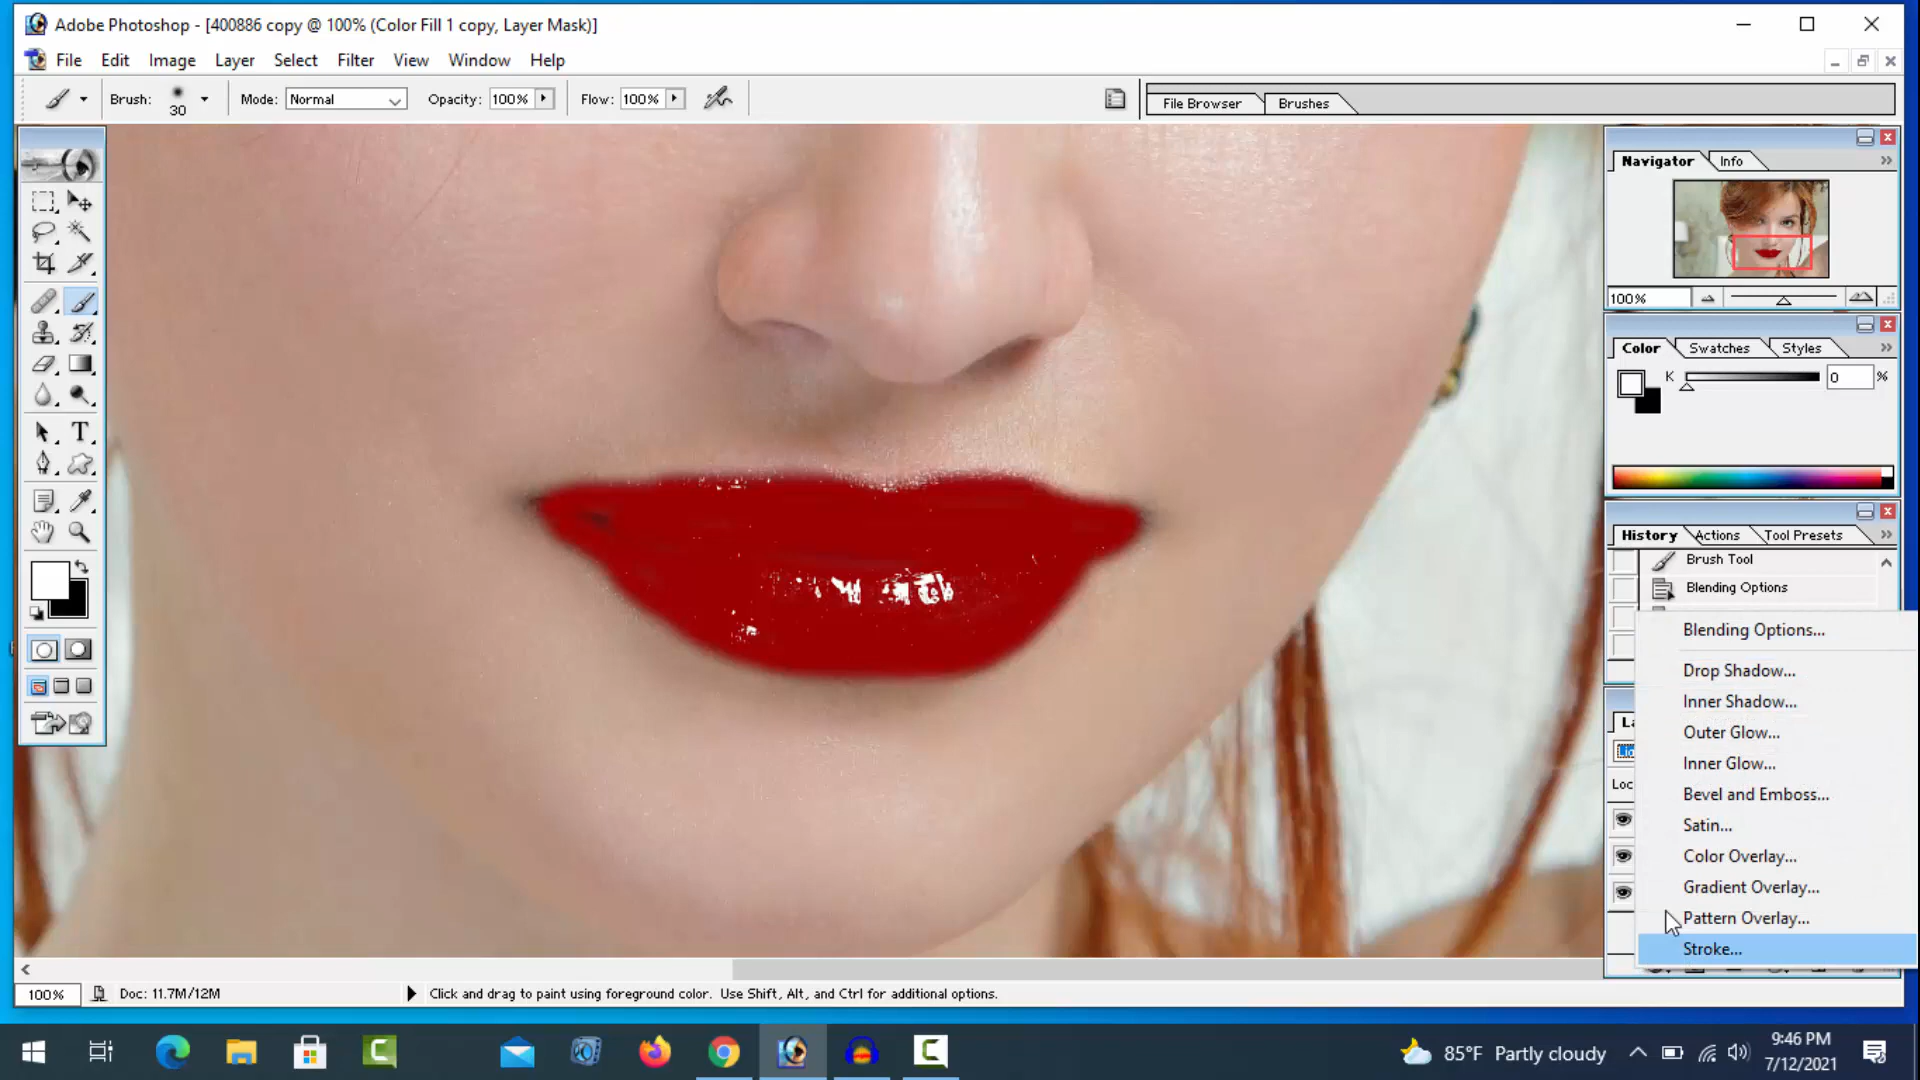 Adobe Photoshop - [400886 copy @ 100% (Color Fill 1 copy, Layer Mask)]
File Edit Image Layer Select Filter View Window Help
Brush: 30 Mode: Normal Opacity: 100% Flow: 100%
File Browser Brushes
Navigator Info
100%
Color Swatches Styles
K 0 %
T
History Actions Tool Presets
Brush Tool
Blending Options
Blending Options...
Drop Shadow...
Inner Shadow...
Outer Glow...
Inner Glow...
Bevel and Emboss...
Satin...
Color Overlay...
Gradient Overlay...
Pattern Overlay...
Stroke...
100% Doc: 11.7M/12M Click and drag to paint using foreground color. Use Shift, Alt, and Ctrl for additional options.
85°F Partly cloudy
9:46 PM
7/12/2021